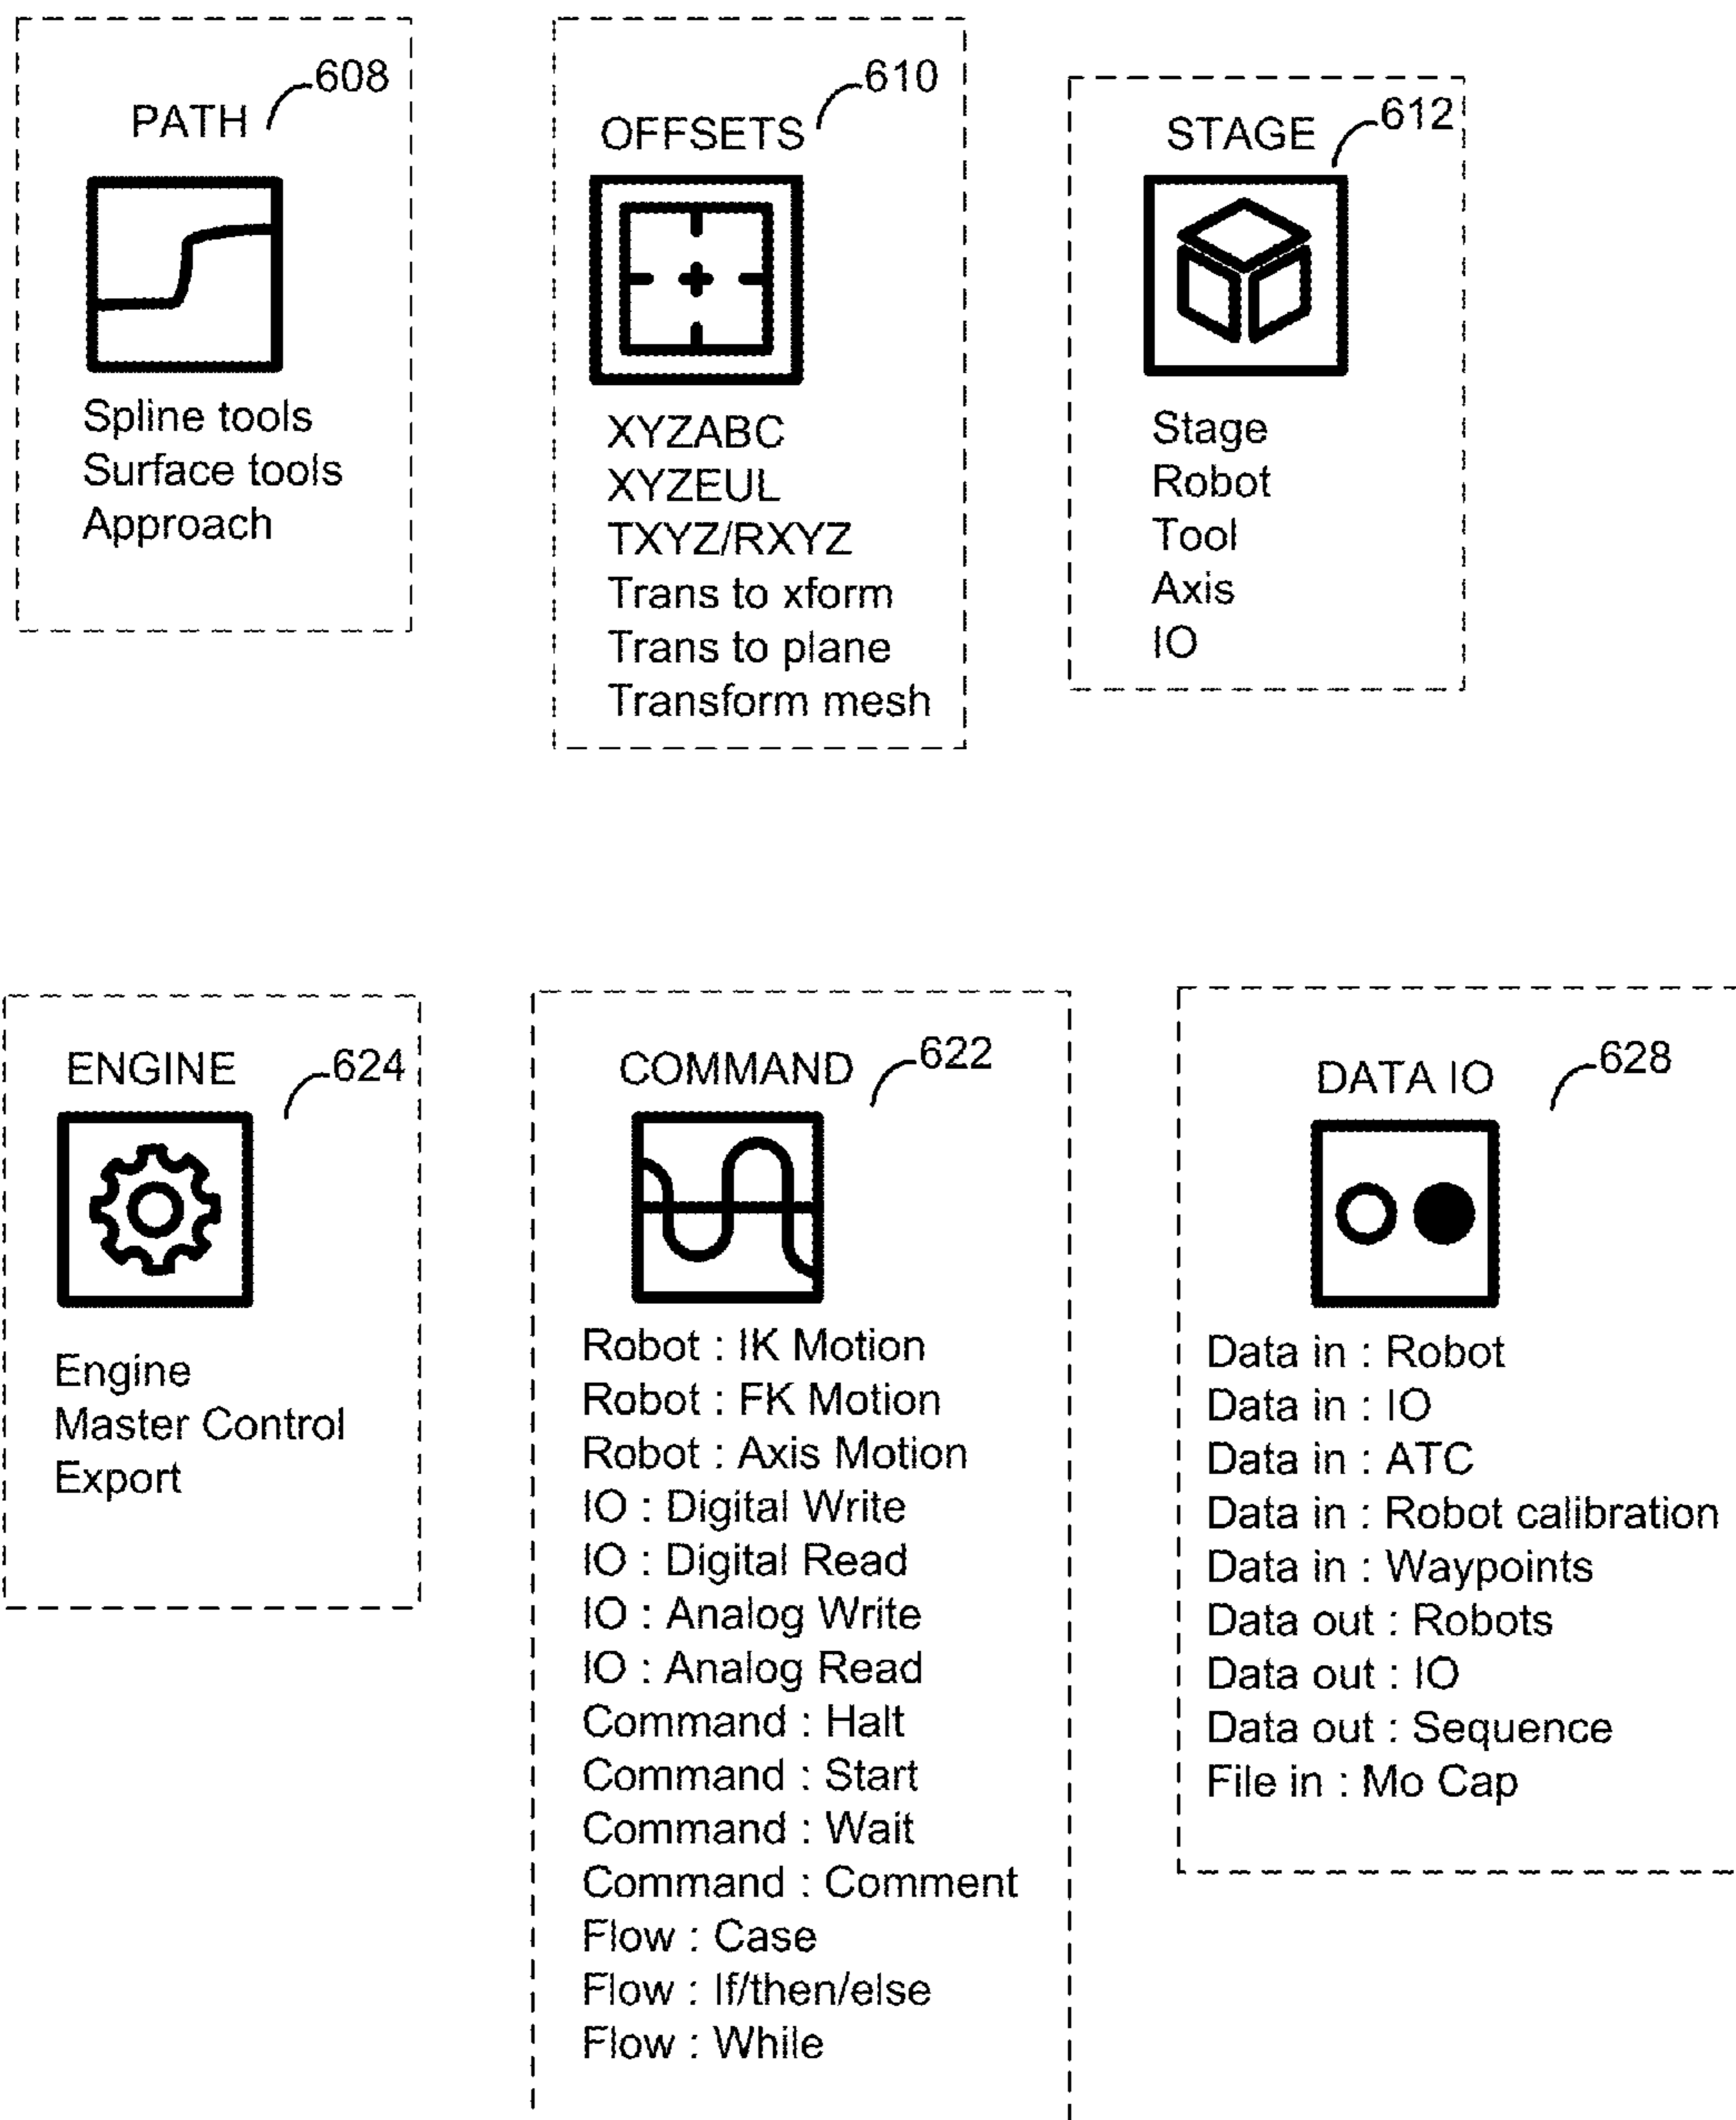 PATH 608
Spline tools
Surface tools
Approach
OFFSETS 610
XYZABC
XYZEUL
TXYZ/RXYZ
Trans to xform
Trans to plane
Transform mesh
STAGE 612
Stage
Robot
Tool
Axis
IO
ENGINE 624
Engine
Master Control
Export
COMMAND 622
Robot : IK Motion
Robot : FK Motion
Robot : Axis Motion
IO : Digital Write
IO : Digital Read
IO : Analog Write
IO : Analog Read
Command : Halt
Command : Start
Command : Wait
Command : Comment
Flow : Case
Flow : If/then/else
Flow : While
DATA IO 628
Data in : Robot
Data in : IO
Data in : ATC
Data in : Robot calibration
Data in : Waypoints
Data out : Robots
Data out : IO
Data out : Sequence
File in : Mo Cap